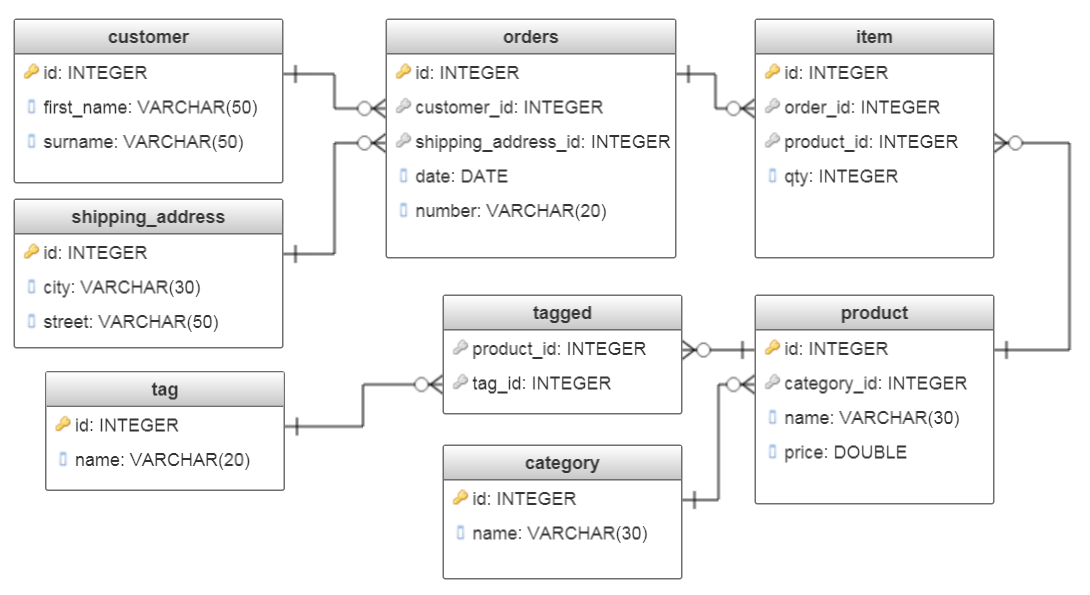 customer
id: INTEGER
first_name: VARCHAR(50)
surname: VARCHAR(50)
shipping_address
id: INTEGER
city: VARCHAR(30)
street: VARCHAR(50)
tag
id: INTEGER
name: VARCHAR(20)
orders
id: INTEGER
customer_id: INTEGER
shipping_address_id: INTEGER
date: DATE
number: VARCHAR(20)
tagged
product_id: INTEGER
tag_id: INTEGER
category
id: INTEGER
name: VARCHAR(30)
item
id: INTEGER
order_id: INTEGER
product_id: INTEGER
qty: INTEGER
product
id: INTEGER
category_id: INTEGER
name: VARCHAR(30)
price: DOUBLE